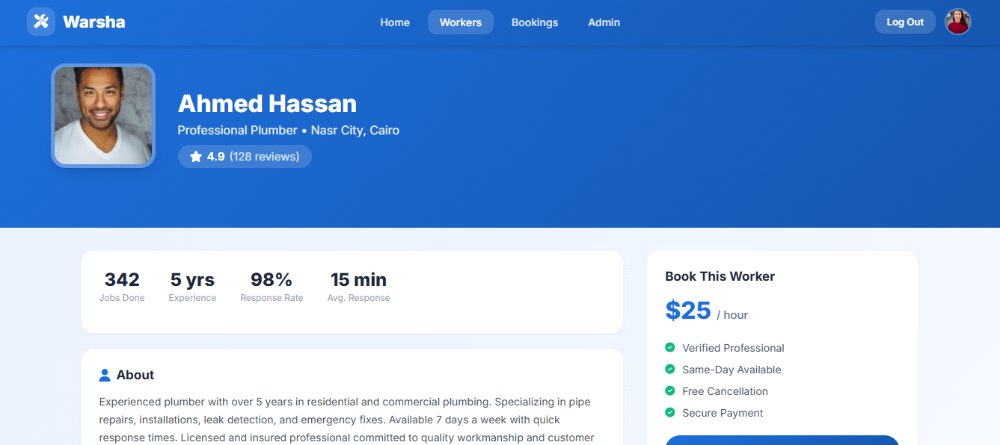 Warsha
Home Workers Bookings Admin
Log Out
Ahmed Hassan
Professional Plumber • Nasr City, Cairo
4.9 (128 reviews)
342 5 yrs 98% 15 min
Jobs Done Experience Response Rate Avg. Response
About
Experienced plumber with over 5 years in residential and commercial plumbing. Specializing in pipe
repairs, installations, leak detection, and emergency fixes. Available 7 days a week with quick
response times. Licensed and insured professional committed to quality workmanship and customer
Book This Worker
$25 / hour
Verified Professional
Same-Day Available
Free Cancellation
Secure Payment